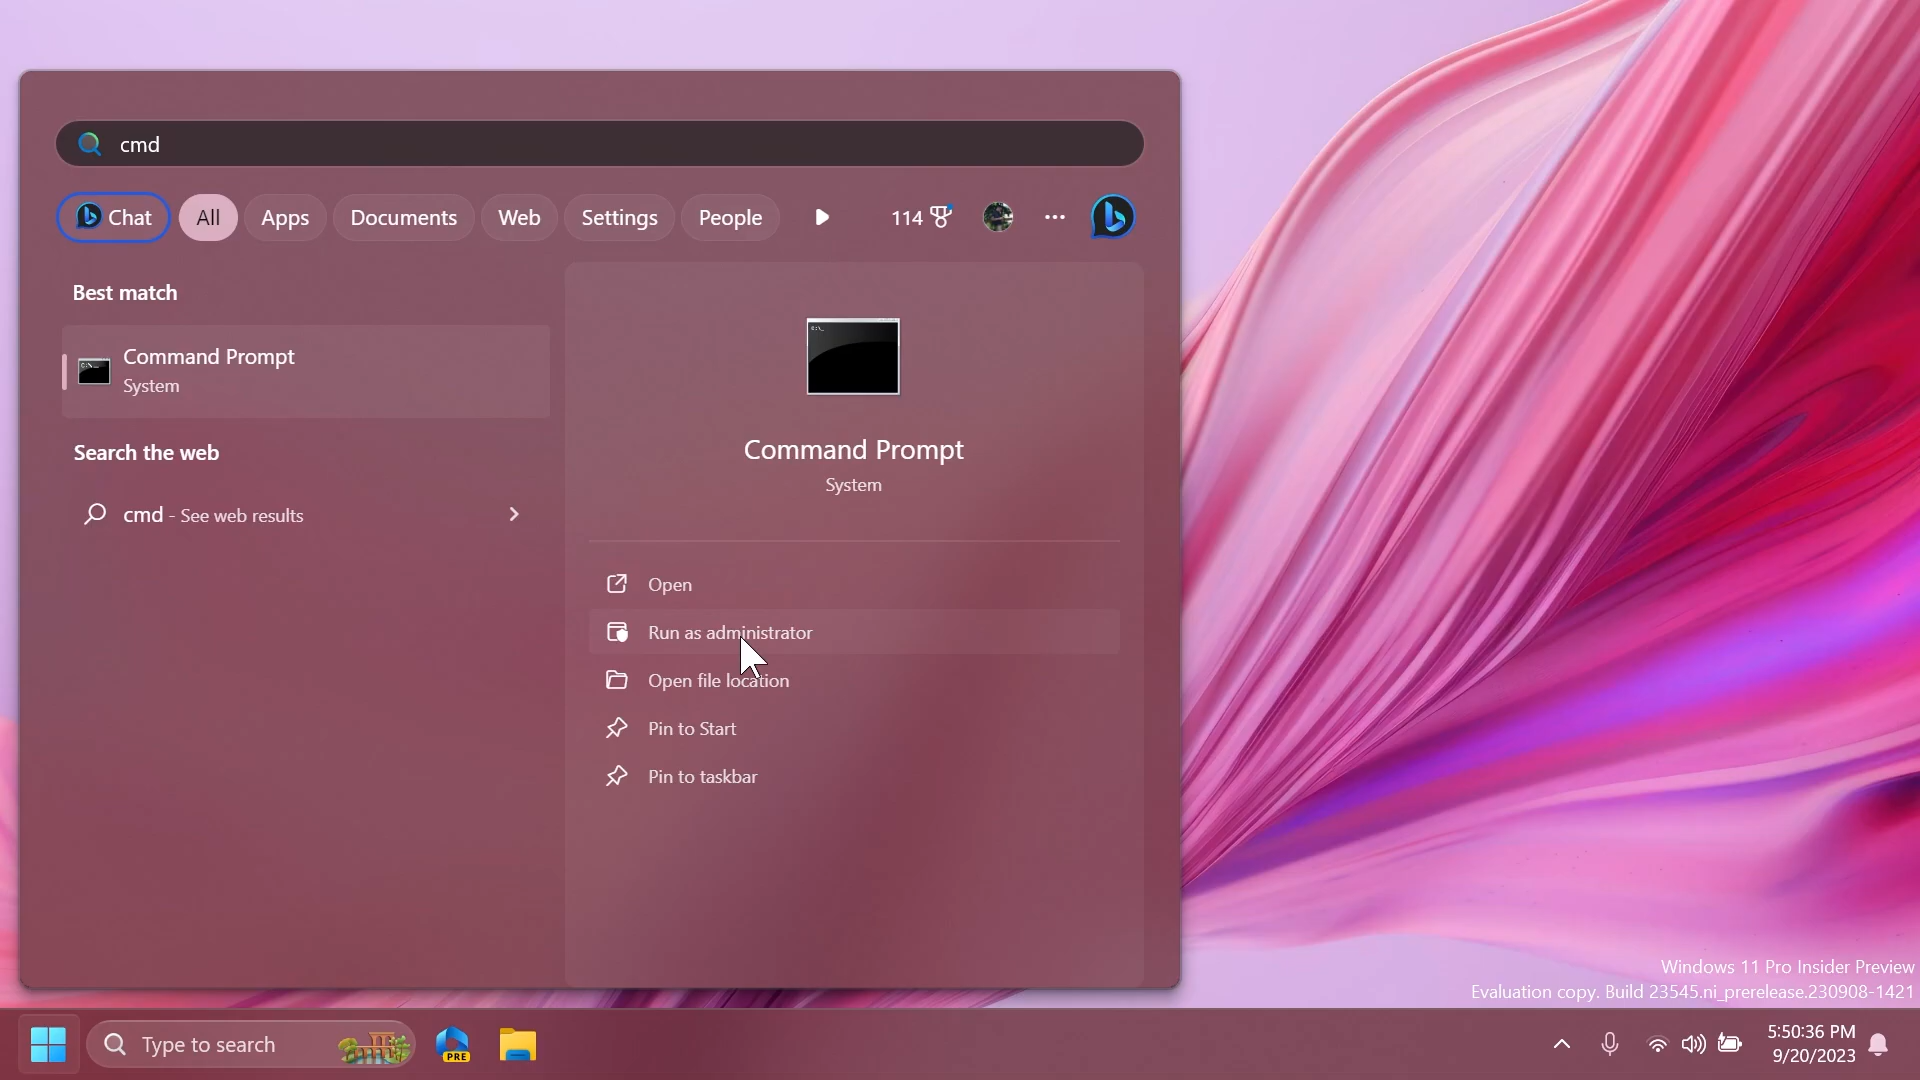 cmd
Chat
All
Apps
Documents
Web
Settings
People
114
Best match
Command Prompt
System
Search the web
cmd - See web results
Command Prompt
System
Open
Run as administrator
Open file location
Pin to Start
Pin to taskbar
Windows 11 Pro Insider Preview
Evaluation copy. Build 23545.ni_prerelease.230908-1421
Type to search
PRE
5:50:36 PM
9/20/2023